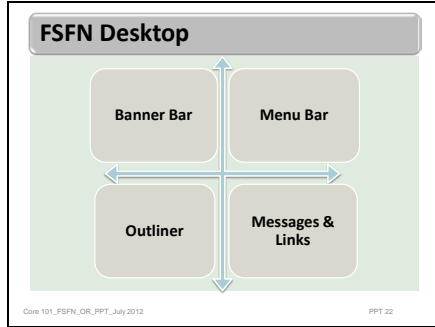 FSFN Desktop
Banner Bar
Menu Bar
Outliner
Messages &
Links
Core 101_FSFN_OR_PPT_July 2012
PPT 22